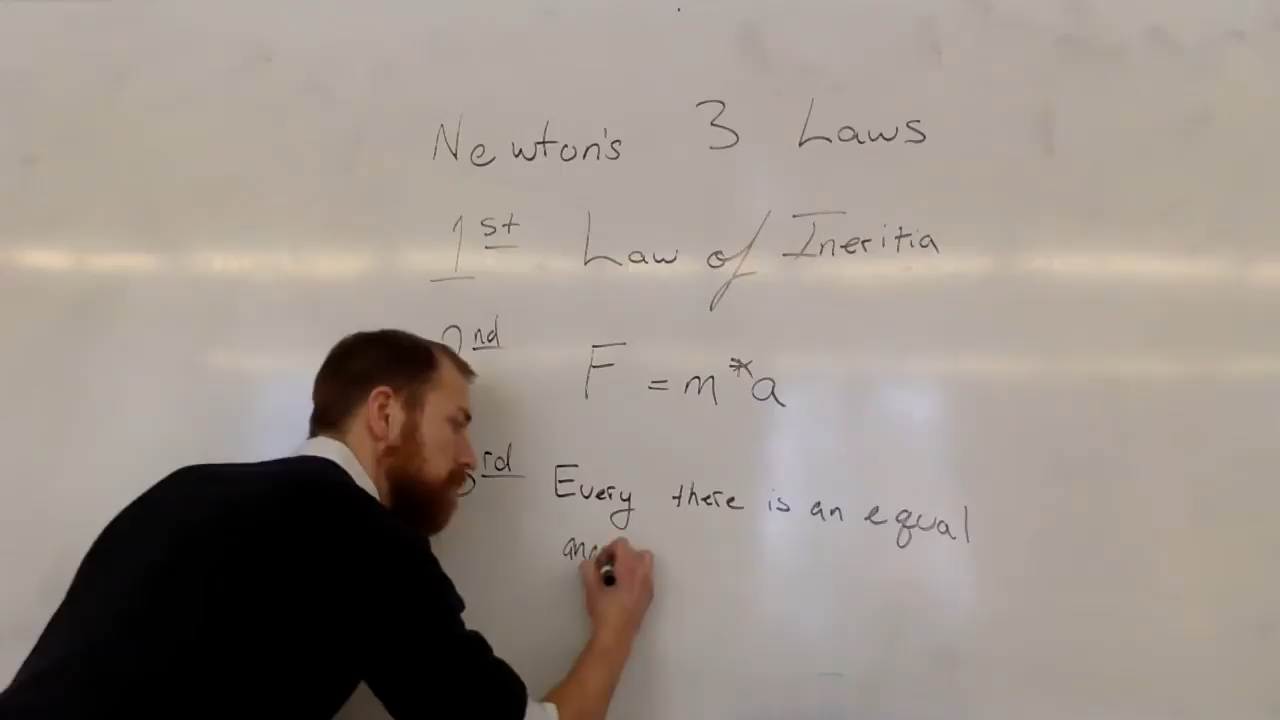 Newton's 3 Laws
1st Law of Ineritia
2nd F = m*a
3rd Every there is an equal